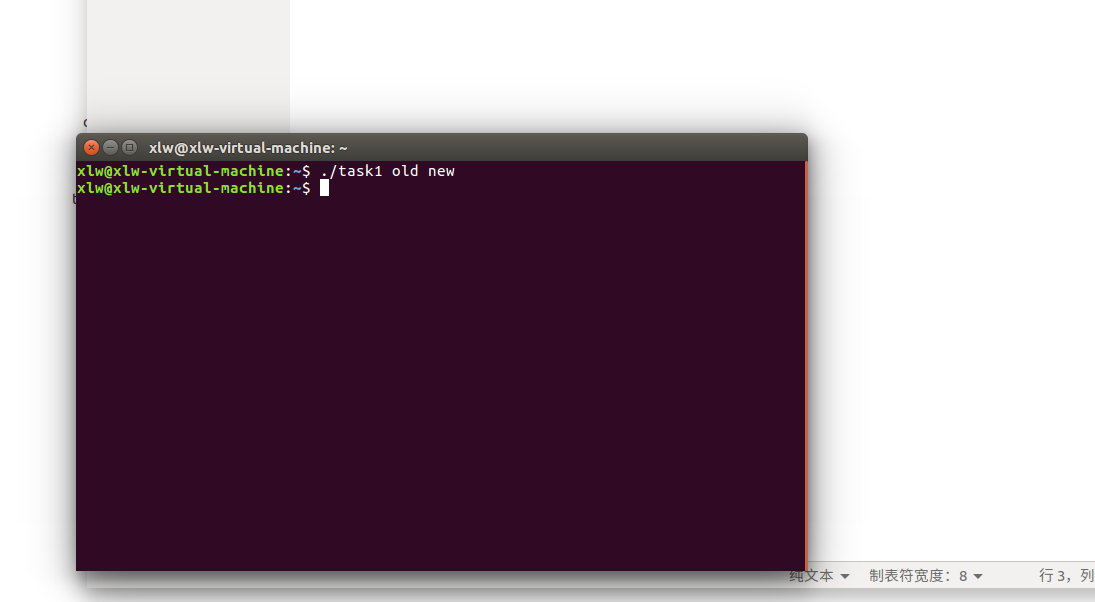 xlw@xlw-virtual-machine: ~
xlw@xlw-virtual-machine:~$ ./task1 old new
xlw@xlw-virtual-machine:~$
纯文本 制表符宽度：8 行 3，列